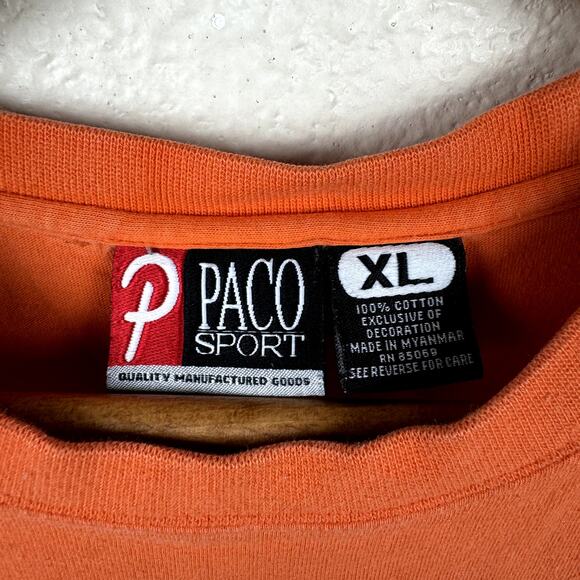 P
PACO
SPORT
QUALITY MANUFACTURED GOODS
XL
100% COTTON
EXCLUSIVE OF
DECORATION
MADE IN MYANMAR
RN 85069
SEE REVERSE FOR CARE